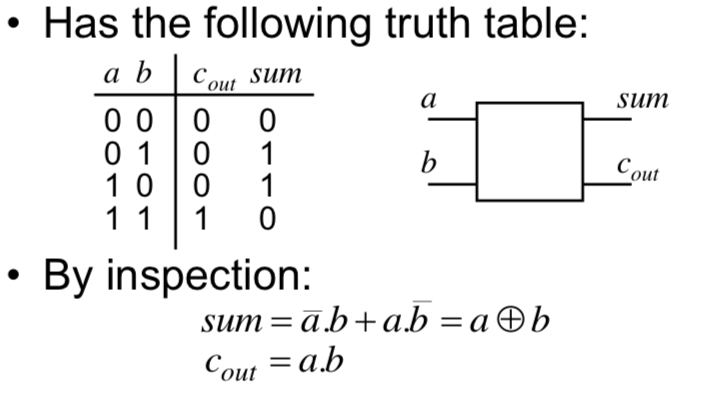 • Has the following truth table:
a b c_out sum
0 0 0 0
0 1 0 1
1 0 0 1
1 1 1 0
a sum
b c_out
• By inspection:
sum = a̅.b + a.b̅ = a ⊕ b
c_out = a.b